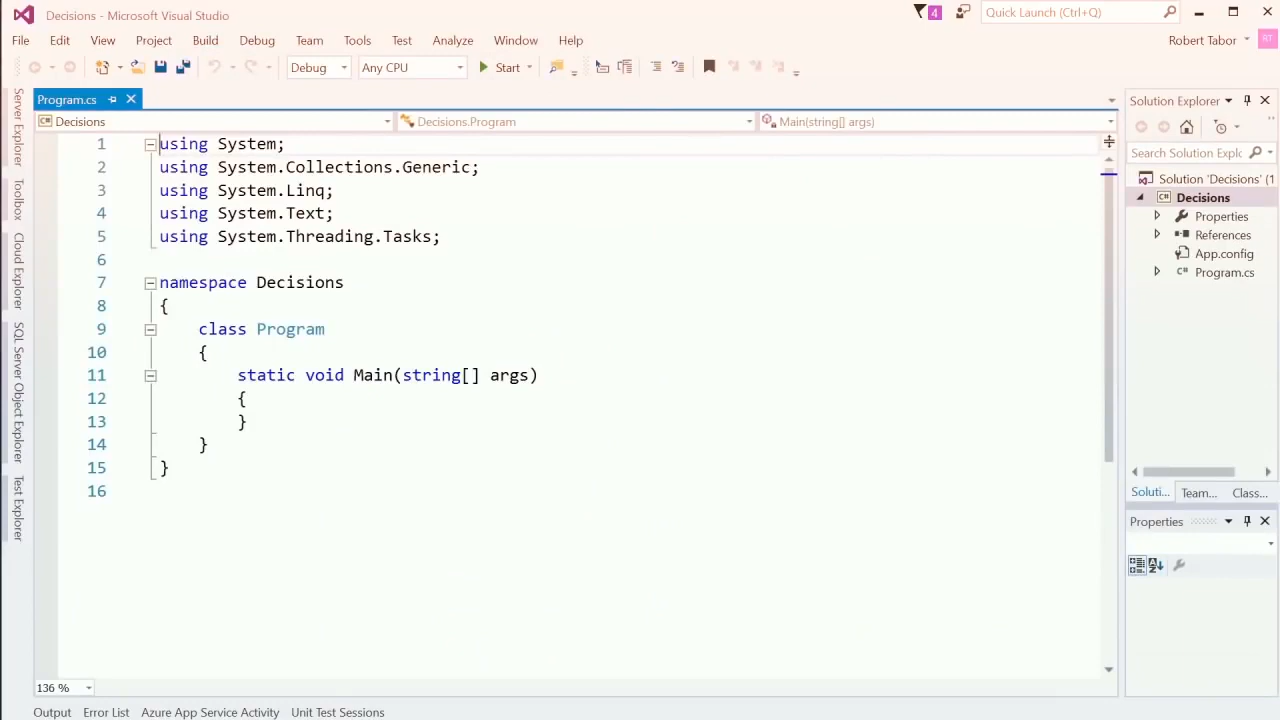 Decisions - Microsoft Visual Studio
4
Quick Launch (Ctrl+Q)
File Edit View Project Build Debug Team Tools Test Analyze Window Help
Robert Tabor RT
Debug Any CPU Start
Program.cs
Decisions Decisions.Program Main(string[] args)
Server Explorer
Toolbox
Cloud Explorer
SQL Server Object Explorer
Test Explorer
1 using System;
2 using System.Collections.Generic;
3 using System.Linq;
4 using System.Text;
5 using System.Threading.Tasks;
6
7 namespace Decisions
8 {
9 class Program
10 {
11 static void Main(string[] args)
12 {
13 }
14 }
15 }
16
136 %
Solution Explorer
Search Solution Explc
Solution 'Decisions' (1
C# Decisions
Properties
References
App.config
C# Program.cs
Soluti... Team... Class...
Properties
Output Error List Azure App Service Activity Unit Test Sessions